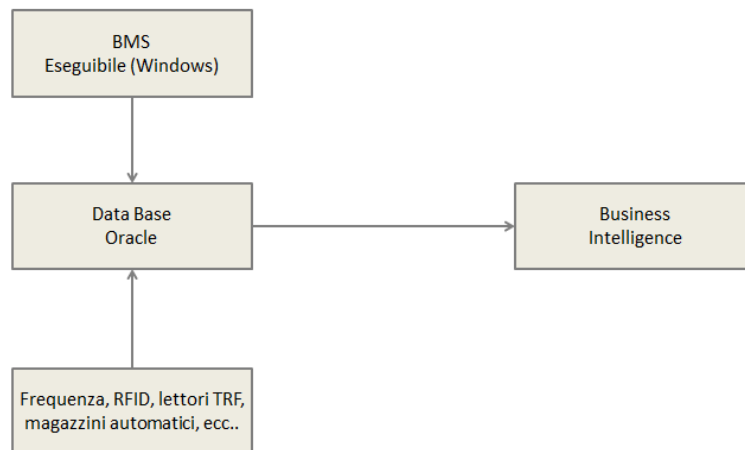 BMS
Eseguibile (Windows)
Data Base
Oracle
Business
Intelligence
Frequenza, RFID, lettori TRF,
magazzini automatici, ecc..